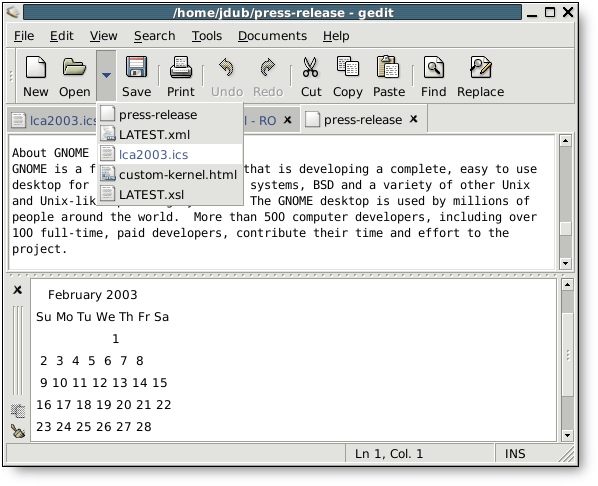 /home/jdub/press-release - gedit
File Edit View Search Tools Documents Help
New Open Save Print Undo Redo Cut Copy Paste Find Replace
lca2003.ics - RO press-release
press-release
LATEST.xml
lca2003.ics
custom-kernel.html
LATEST.xsl
About GNOME
GNOME is a f that is developing a complete, easy to use
desktop for systems, BSD and a variety of other Unix
and Unix-lik The GNOME desktop is used by millions of
people around the world.  More than 500 computer developers, including over
100 full-time, paid developers, contribute their time and effort to the
project.
February 2003
Su Mo Tu We Th Fr Sa
1
2 3 4 5 6 7 8
9 10 11 12 13 14 15
16 17 18 19 20 21 22
23 24 25 26 27 28
Ln 1, Col. 1 INS